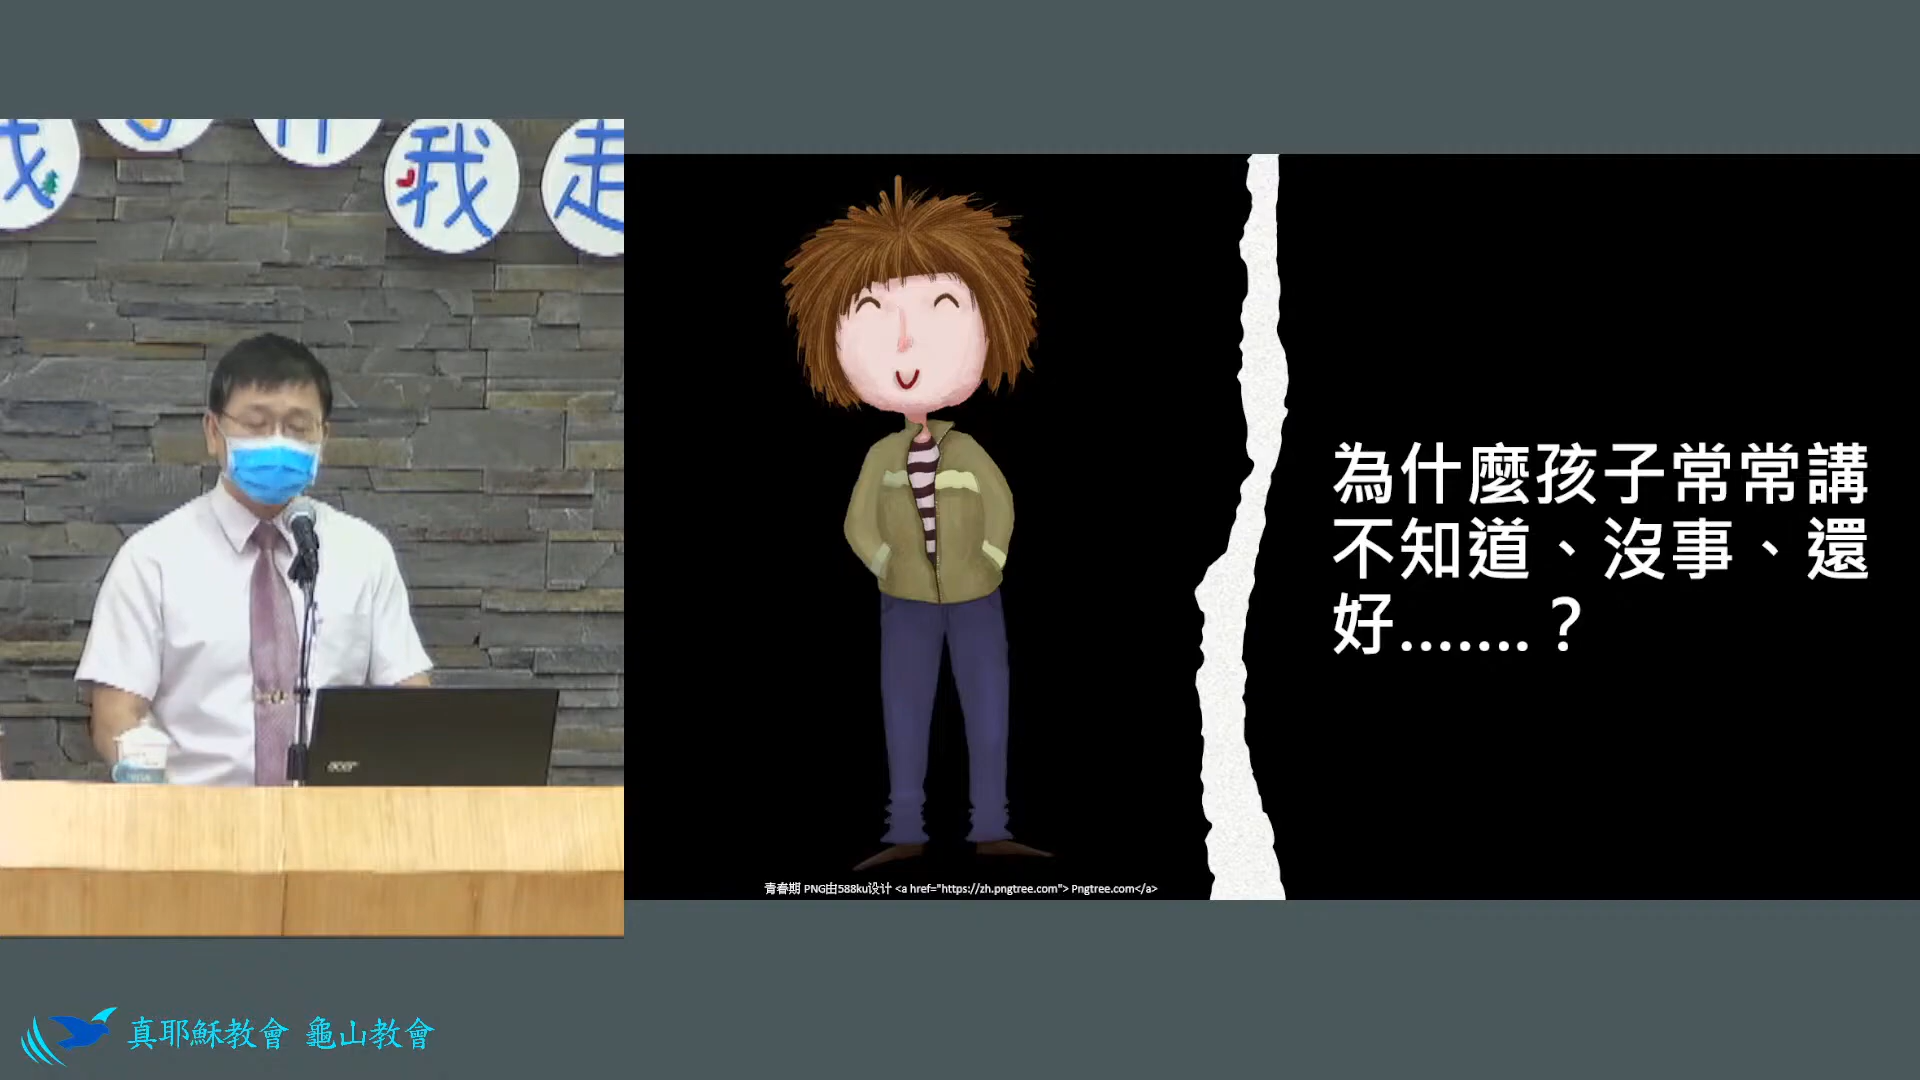 我
我
走
為什麼孩子常常講
不知道、沒事、還
好.......？
青春期 PNG由588ku设计 <a href="https://zh.pngtree.com"> Pngtree.com</a>
acer
真耶穌教會 龜山教會